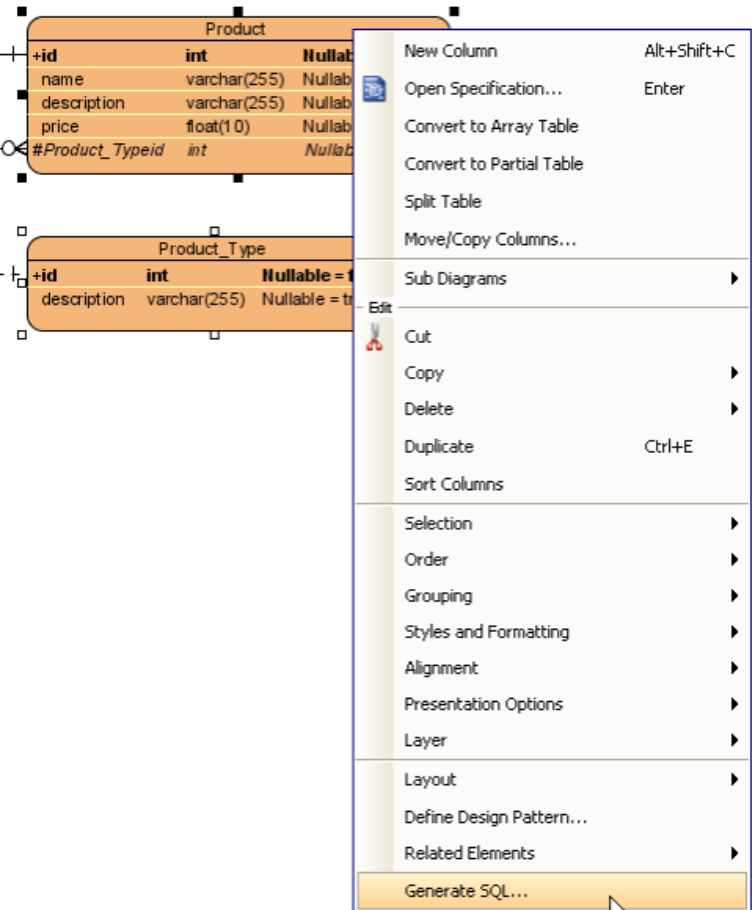 Product
+id int Nullab
name varchar(255) Nullab
description varchar(255) Nullab
price float(10) Nullab
#Product_Typeid int Nullab
Product_Type
+id int Nullable = f
description varchar(255) Nullable = tr
New Column Alt+Shift+C
Open Specification... Enter
Convert to Array Table
Convert to Partial Table
Split Table
Move/Copy Columns...
Sub Diagrams
Edit
Cut
Copy
Delete
Duplicate Ctrl+E
Sort Columns
Selection
Order
Grouping
Styles and Formatting
Alignment
Presentation Options
Layer
Layout
Define Design Pattern...
Related Elements
Generate SQL...